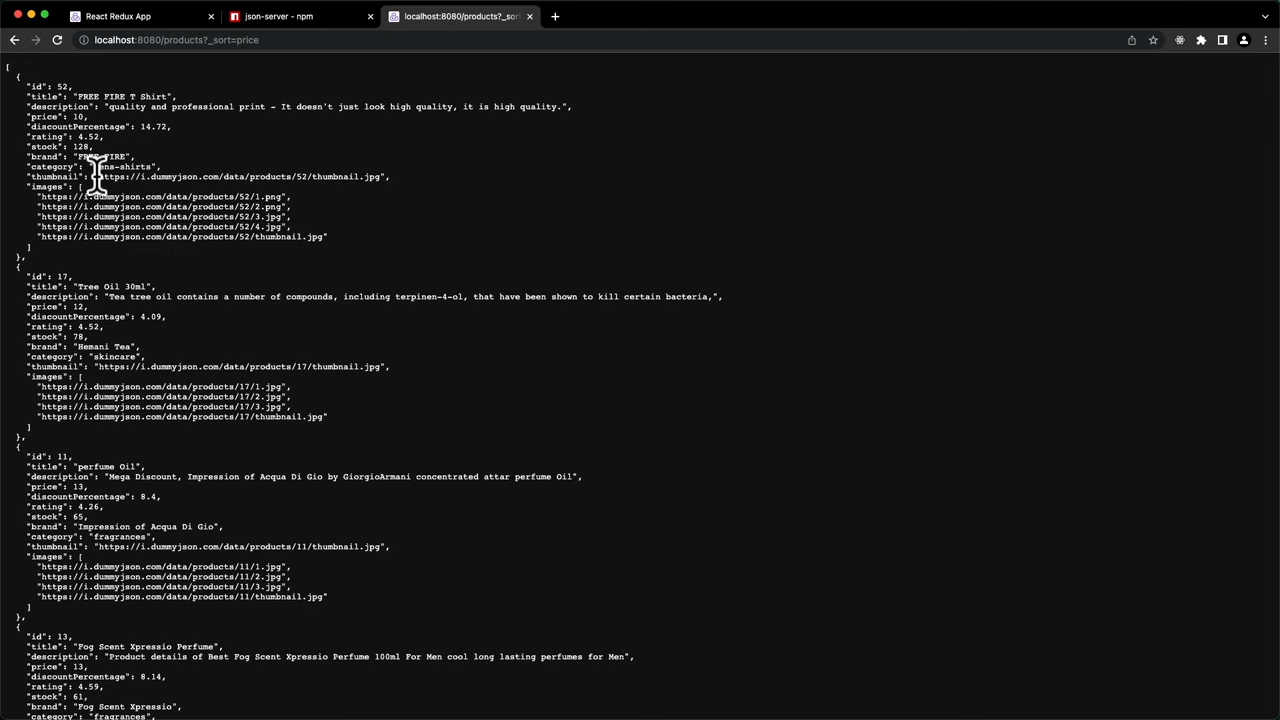 React Redux App
json-server - npm
localhost:8080/products?_sor
localhost:8080/products?_sort=price
[
{
"id": 52,
"title": "FREE FIRE T Shirt",
"description": "quality and professional print - It doesn't just look high quality, it is high quality.",
"price": 10,
"discountPercentage": 14.72,
"rating": 4.52,
"stock": 128,
"brand": "FREE FIRE",
"category": "mens-shirts",
"thumbnail": "https://i.dummyjson.com/data/products/52/thumbnail.jpg",
"images": [
"https://i.dummyjson.com/data/products/52/1.png",
"https://i.dummyjson.com/data/products/52/2.png",
"https://i.dummyjson.com/data/products/52/3.jpg",
"https://i.dummyjson.com/data/products/52/4.jpg",
"https://i.dummyjson.com/data/products/52/thumbnail.jpg"
]
},
{
"id": 17,
"title": "Tree Oil 30ml",
"description": "Tea tree oil contains a number of compounds, including terpinen-4-ol, that have been shown to kill certain bacteria,",
"price": 12,
"discountPercentage": 4.09,
"rating": 4.52,
"stock": 78,
"brand": "Hemani Tea",
"category": "skincare",
"thumbnail": "https://i.dummyjson.com/data/products/17/thumbnail.jpg",
"images": [
"https://i.dummyjson.com/data/products/17/1.jpg",
"https://i.dummyjson.com/data/products/17/2.jpg",
"https://i.dummyjson.com/data/products/17/3.jpg",
"https://i.dummyjson.com/data/products/17/thumbnail.jpg"
]
},
{
"id": 11,
"title": "perfume Oil",
"description": "Mega Discount, Impression of Acqua Di Gio by GiorgioArmani concentrated attar perfume Oil",
"price": 13,
"discountPercentage": 8.4,
"rating": 4.26,
"stock": 65,
"brand": "Impression of Acqua Di Gio",
"category": "fragrances",
"thumbnail": "https://i.dummyjson.com/data/products/11/thumbnail.jpg",
"images": [
"https://i.dummyjson.com/data/products/11/1.jpg",
"https://i.dummyjson.com/data/products/11/2.jpg",
"https://i.dummyjson.com/data/products/11/3.jpg",
"https://i.dummyjson.com/data/products/11/thumbnail.jpg"
]
},
{
"id": 13,
"title": "Fog Scent Xpressio Perfume",
"description": "Product details of Best Fog Scent Xpressio Perfume 100ml For Men cool long lasting perfumes for Men",
"price": 13,
"discountPercentage": 8.14,
"rating": 4.59,
"stock": 61,
"brand": "Fog Scent Xpressio",
"category": "fragrances",